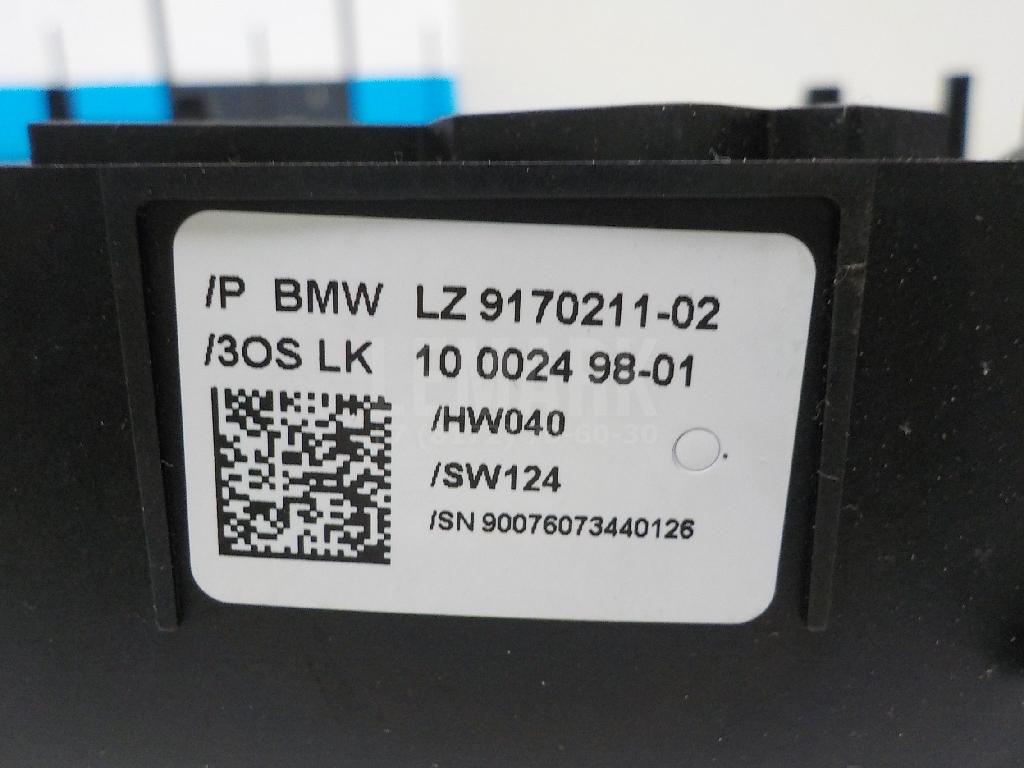 /P BMW LZ 9170211-02
/3OS LK 10 0024 98-01
/HW040
/SW124
/SN 90076073440126